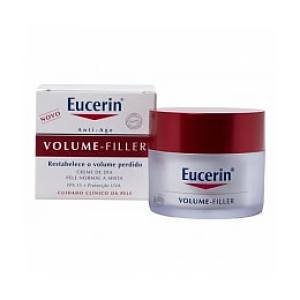 NOVO
Eucerin®
Anti-Age
VOLUME-FILLER
Restabelece o volume perdido
CREME DE DIA
PELE NORMAL A MISTA
FPS 15 + Protecção UVA
CUIDADO CLÍNICO DA PELE
Eucerin®
VOLUME-FILLER